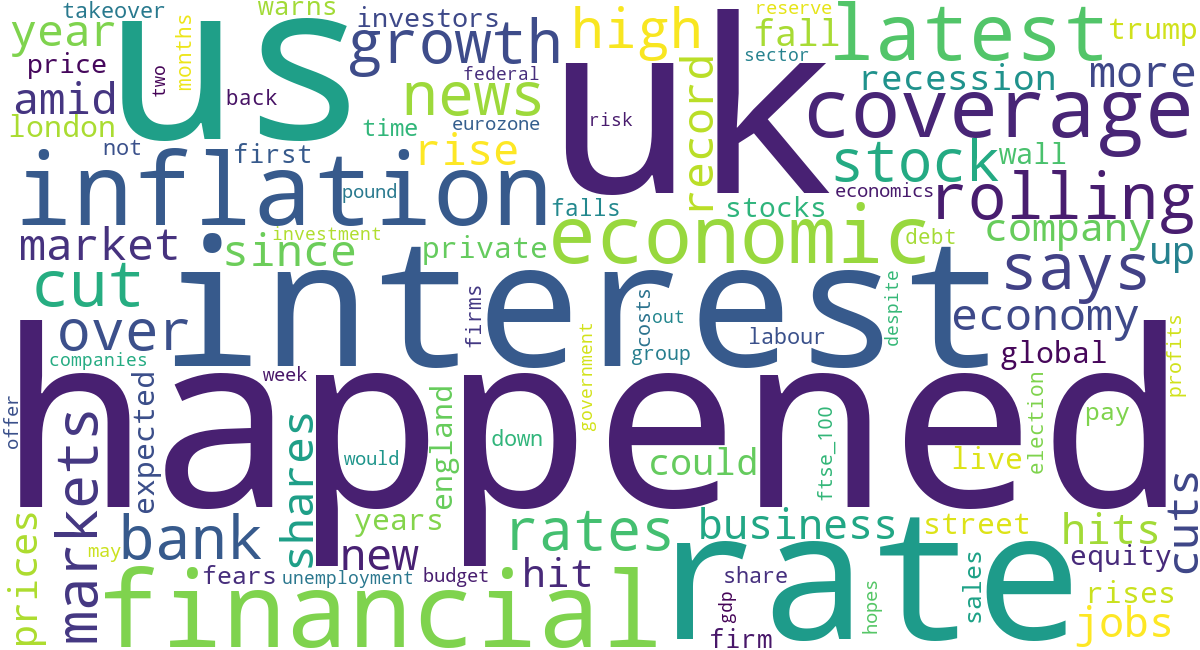 takeover
warns
investors
reserve
year
us
growth
high
uk
fall
latest
trump
price
two
months
federal
sector
recession
more
amid
back
news
record
coverage
london
time
eurozone
risk
not
first
rise
stock
wall
inflation
pound
falls
stocks
economics
rolling
market
since
investment
private
economic
debt
company
up
cut
interest
says
over
firms
costs
out
group
labour
despite
economy
companies
week
government
global
profits
offer
expected
happened
markets
shares
would
england
down
could
ftse_100
live
election
pay
prices
may
bank
years
new
rates
business
street
hits
cuts
fears
unemployment
budget
hit
share
rate
equity
financial
gdp
firm
hopes
sales
rises
jobs